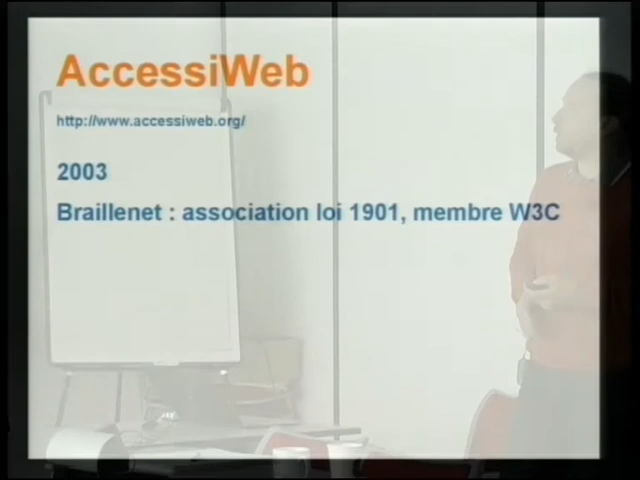 AccessiWeb
http://www.accessiweb.org/
2003
Braillenet : association loi 1901, membre W3C